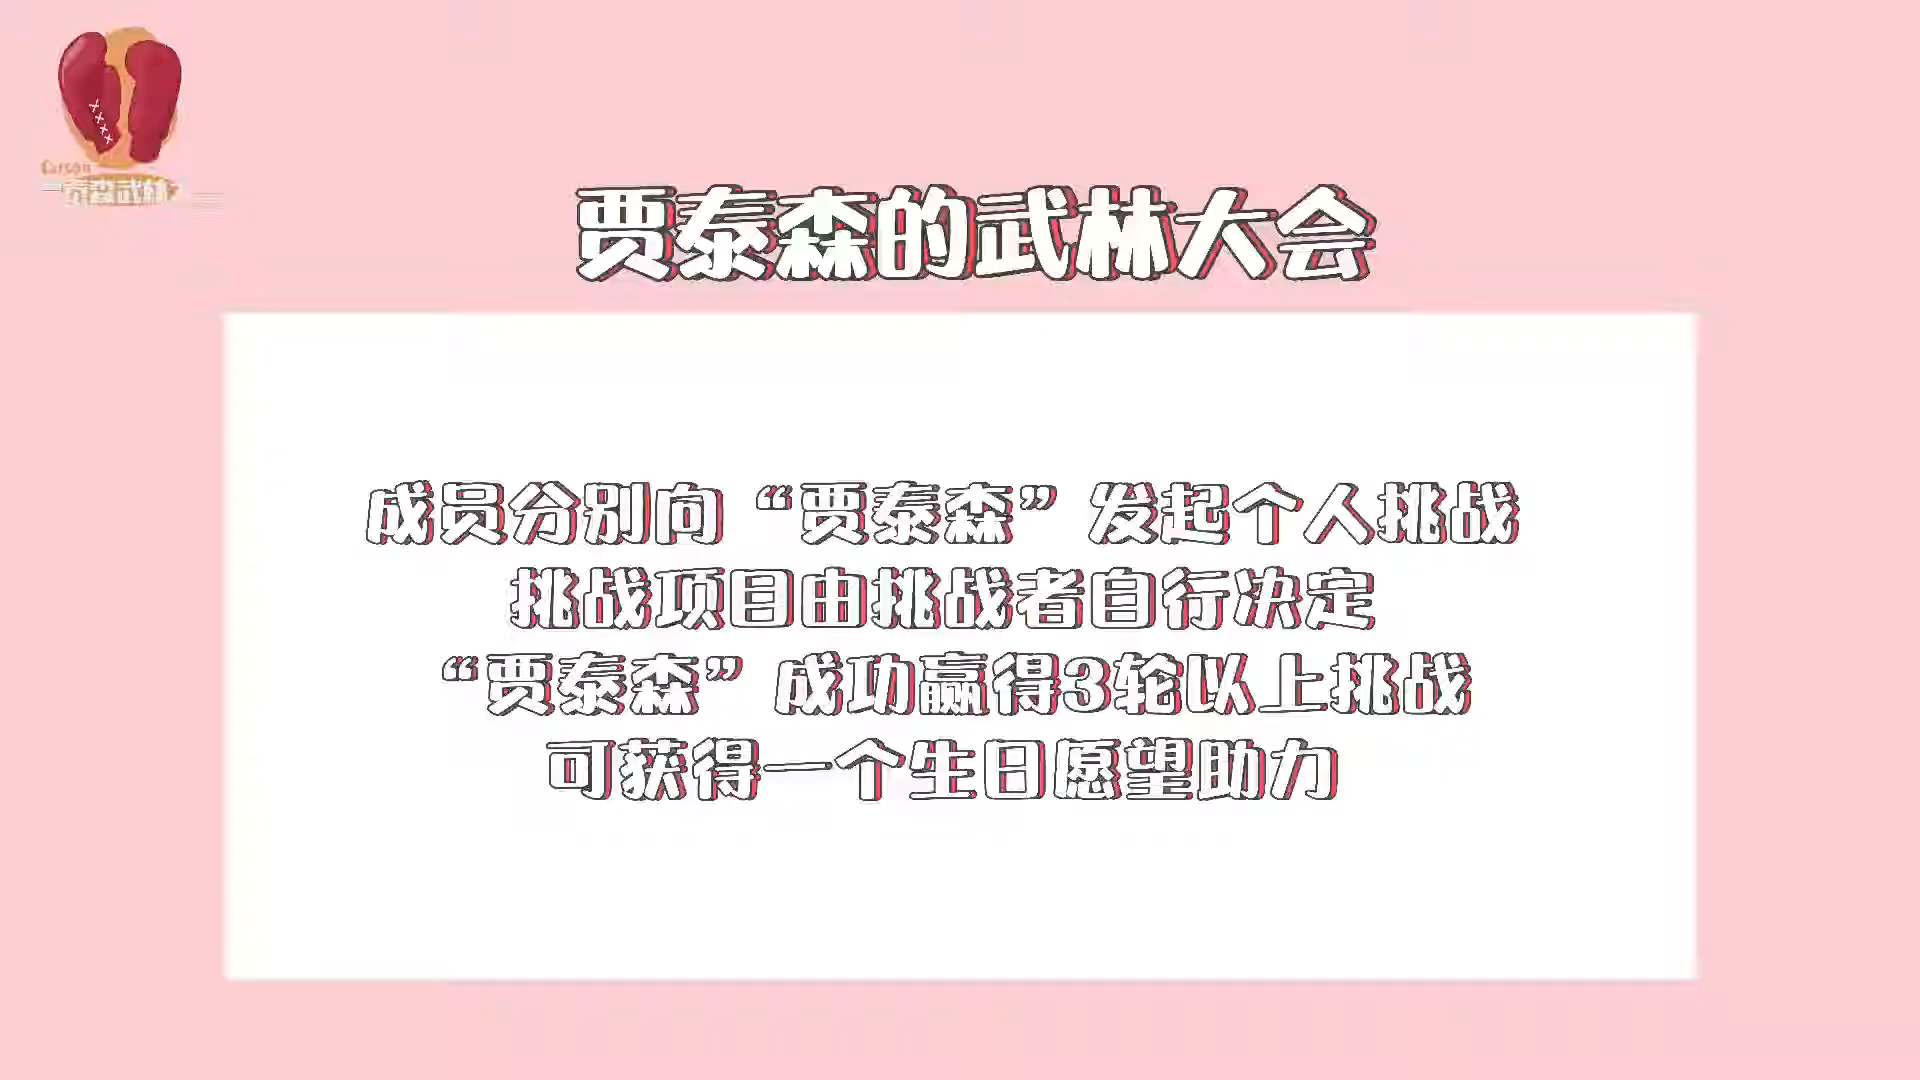 贾泰森的武林大会
成员分别向“贾泰森”发起个人挑战
挑战项目由挑战者自行决定
“贾泰森”成功赢得3轮以上挑战
可获得一个生日愿望助力